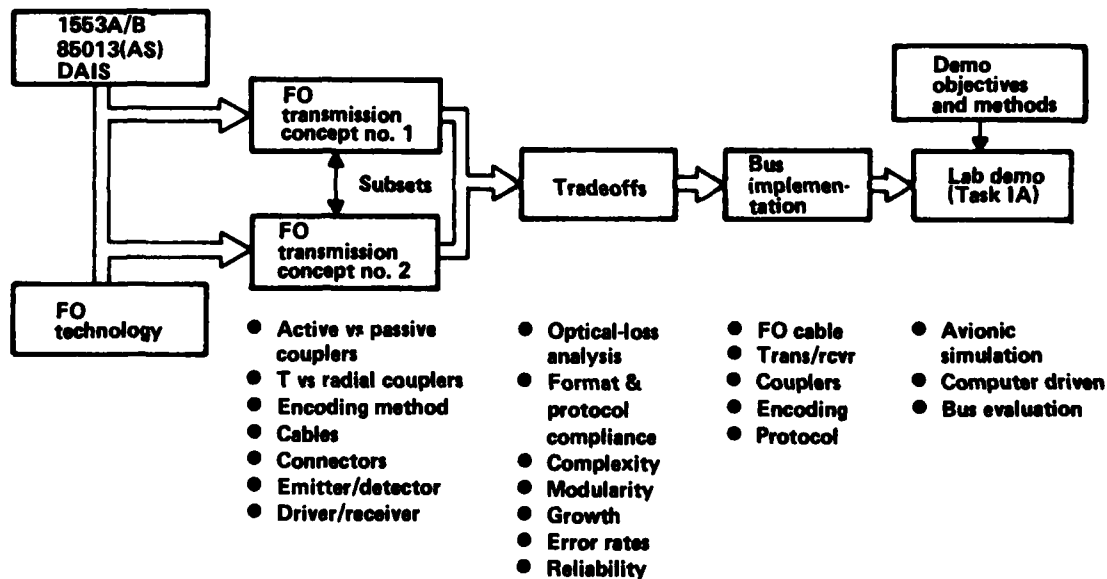 1553A/B
85013(AS)
DAIS
FO
transmission
concept no. 1
Subsets
FO
transmission
concept no. 2
FO
technology
Tradeoffs
Bus
implemen-
tation
Demo
objectives
and methods
Lab demo
(Task IA)
● Active vs passive
couplers
● T vs radial couplers
● Encoding method
● Cables
● Connectors
● Emitter/detector
● Driver/receiver
● Optical-loss
analysis
● Format &
protocol
compliance
● Complexity
● Modularity
● Growth
● Error rates
● Reliability
● FO cable
● Trans/rcvr
● Couplers
● Encoding
● Protocol
● Avionic
simulation
● Computer driven
● Bus evaluation